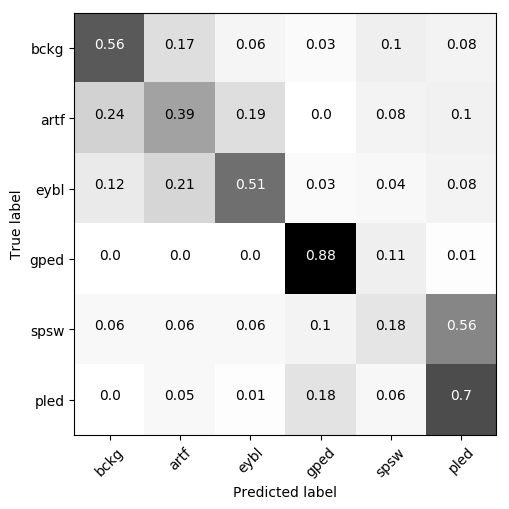 bckg 0.56 0.17 0.06 0.03 0.1 0.08
artf 0.24 0.39 0.19 0.0 0.08 0.1
eybl 0.12 0.21 0.51 0.03 0.04 0.08
gped 0.0 0.0 0.0 0.88 0.11 0.01
spsw 0.06 0.06 0.06 0.1 0.18 0.56
pled 0.0 0.05 0.01 0.18 0.06 0.7
bckg artf eybl gped spsw pled
True label
Predicted label